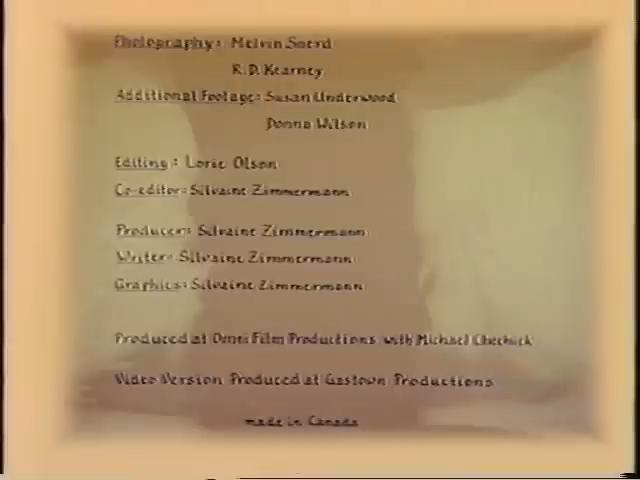 Photography: Melvin Soerd
R.D. Kearney
Additional Footage: Susan Underwood
Donna Wilson
Editing: Lorie Olson
Co-editor: Silvaine Zimmermann
Producer: Silvaine Zimmermann
Writer: Silvaine Zimmermann
Graphics: Silvaine Zimmermann
Produced at Omni Film Productions with Michael Chechick
Video Version Produced at Gastown Productions
made in Canada